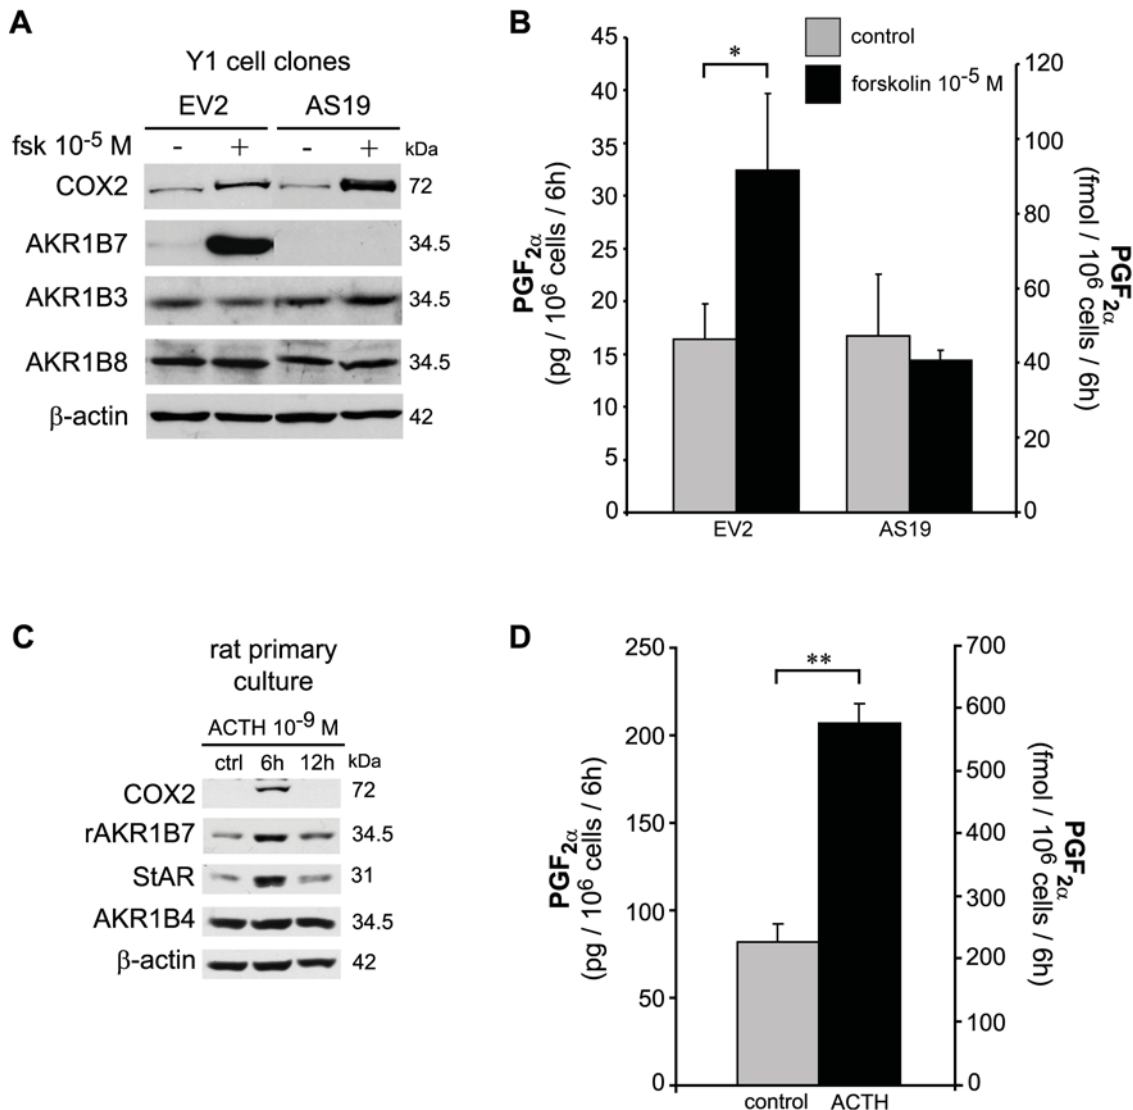 A
Y1 cell clones
EV2 AS19
fsk 10-5 M - + - + kDa
COX2 72
AKR1B7 34.5
AKR1B3 34.5
AKR1B8 34.5
β-actin 42
B
control
forskolin 10-5 M
*
45
40
35
30
25
20
15
10
5
0
PGF2α
(pg / 106 cells / 6h)
120
100
80
60
40
20
0
PGF2α
(fmol / 106 cells / 6h)
EV2 AS19
C
rat primary
culture
ACTH 10-9 M
ctrl 6h 12h kDa
COX2 72
rAKR1B7 34.5
StAR 31
AKR1B4 34.5
β-actin 42
D
**
250
200
150
100
50
0
PGF2α
(pg / 106 cells / 6h)
700
600
500
400
300
200
100
0
PGF2α
(fmol / 106 cells / 6h)
control ACTH